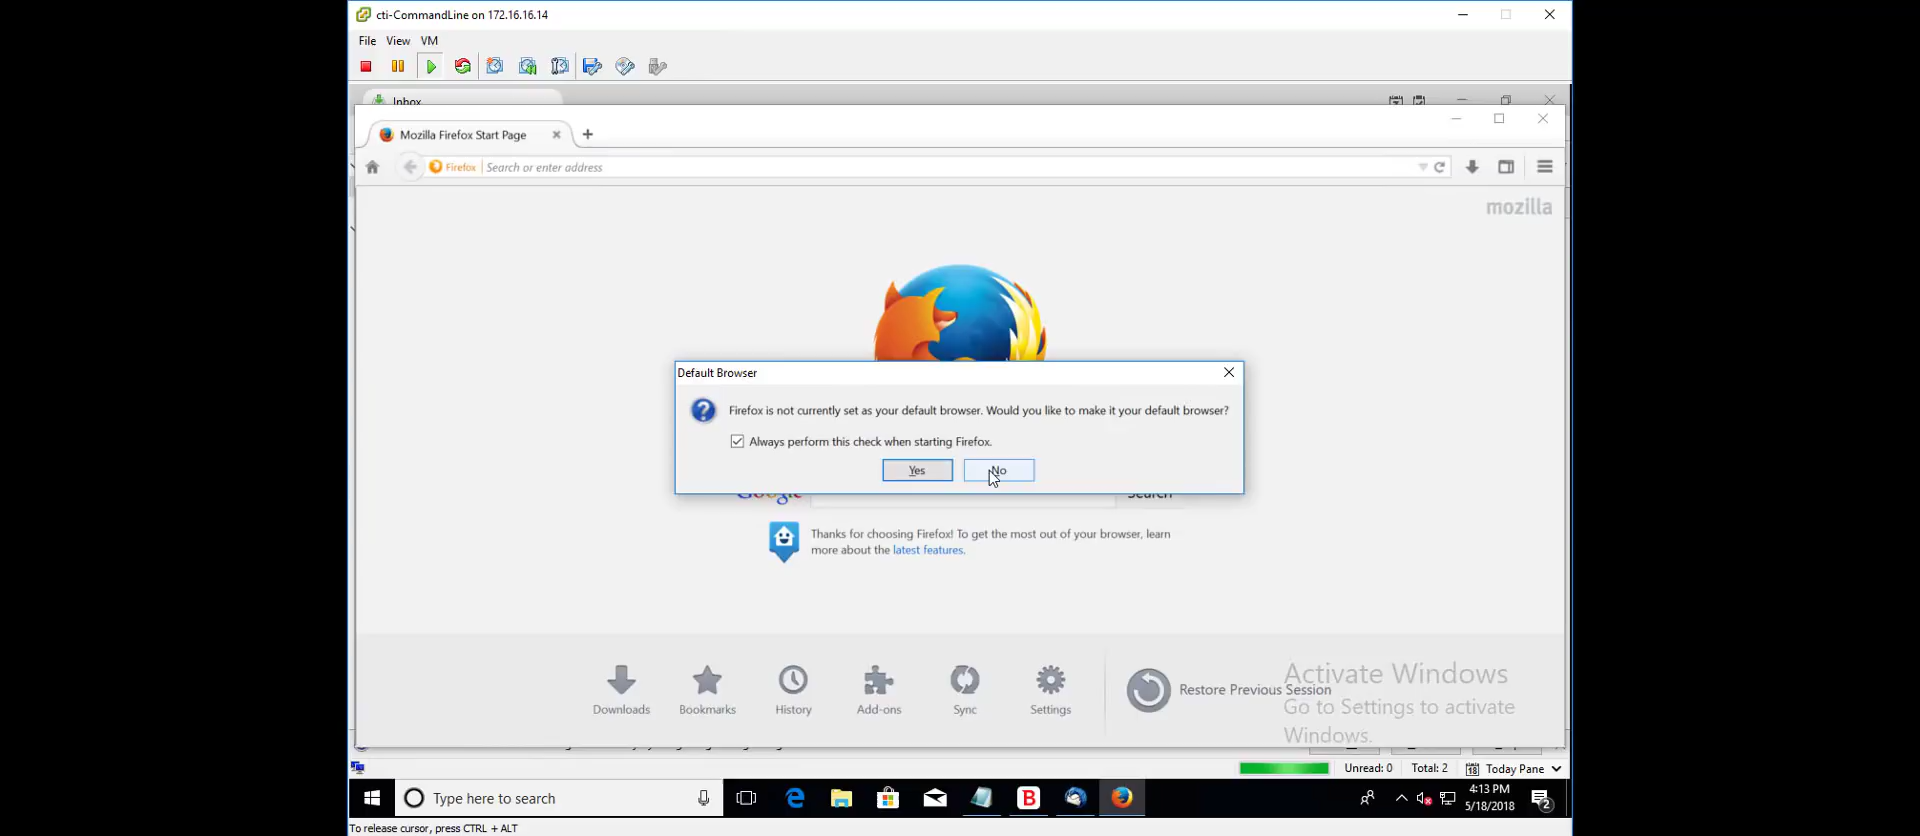 cti-CommandLine on 172.16.16.14
File View VM
Inbox
Mozilla Firefox Start Page
Firefox Search or enter address
mozilla
Default Browser
Firefox is not currently set as your default browser. Would you like to make it your default browser?
Always perform this check when starting Firefox.
Yes No
Google Search
Thanks for choosing Firefox! To get the most out of your browser, learn
more about the latest features.
Downloads Bookmarks History Add-ons Sync Settings Restore Previous Session
Activate Windows
Go to Settings to activate
Windows.
Unread: 0 Total: 2 18 Today Pane
Type here to search
B
4:13 PM
5/18/2018
2
To release cursor, press CTRL + ALT